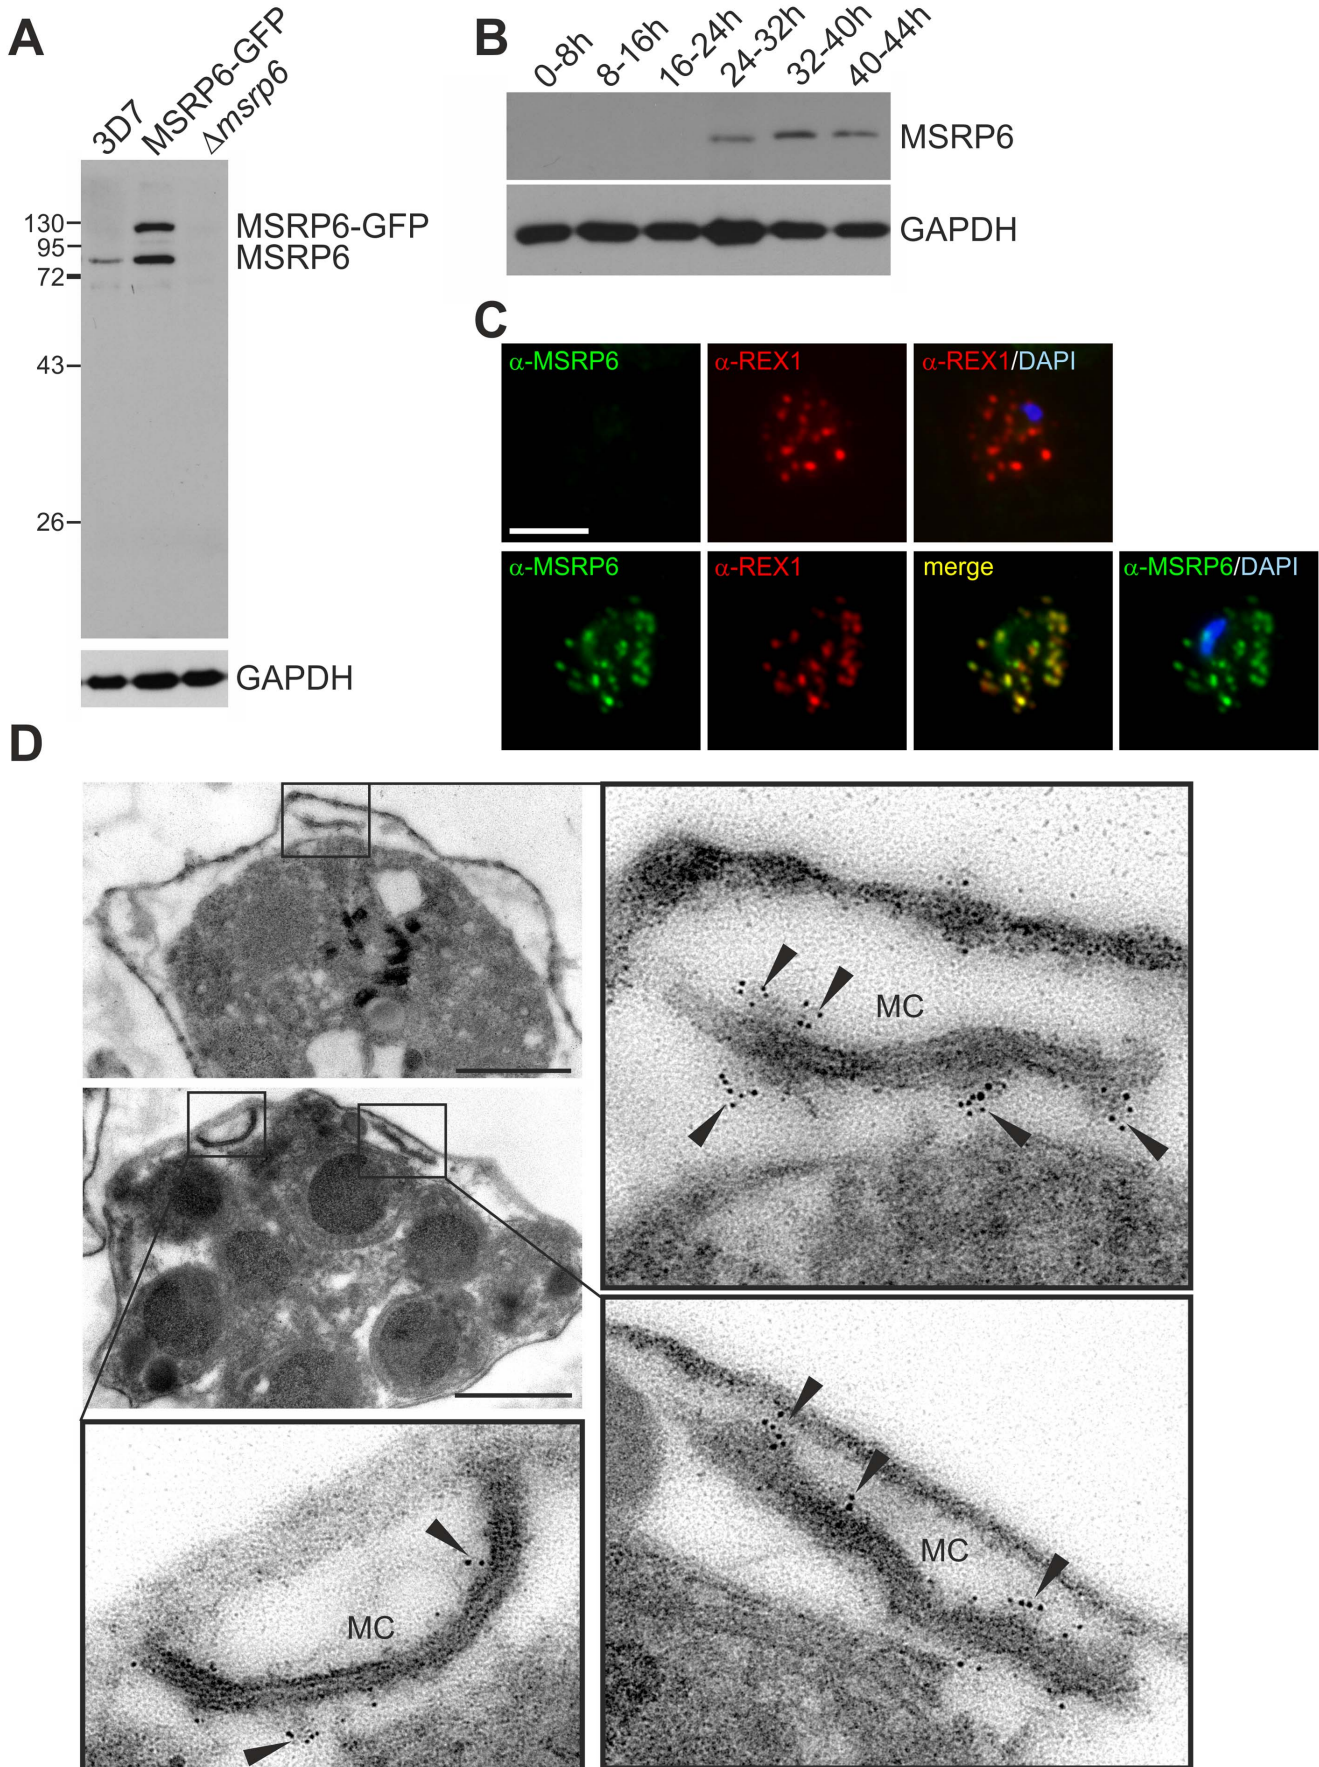 A
3D7
MSRP6-GFP
Δmsrp6
130
95
72
43
26
MSRP6-GFP
MSRP6
GAPDH
B
0-8h
8-16h
16-24h
24-32h
32-40h
40-44h
MSRP6
GAPDH
C
α-MSRP6
α-REX1
α-REX1/DAPI
α-MSRP6
α-REX1
merge
α-MSRP6/DAPI
D
MC
MC
MC